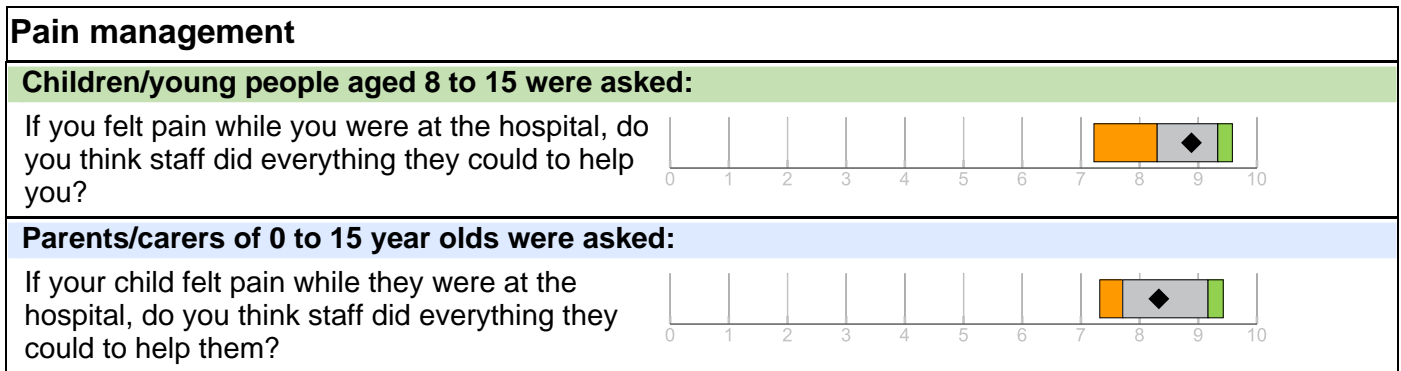 Pain management
Children/young people aged 8 to 15 were asked:
If you felt pain while you were at the hospital, do
you think staff did everything they could to help
you?
0 1 2 3 4 5 6 7 8 9 10
Parents/carers of 0 to 15 year olds were asked:
If your child felt pain while they were at the
hospital, do you think staff did everything they
could to help them?
0 1 2 3 4 5 6 7 8 9 10